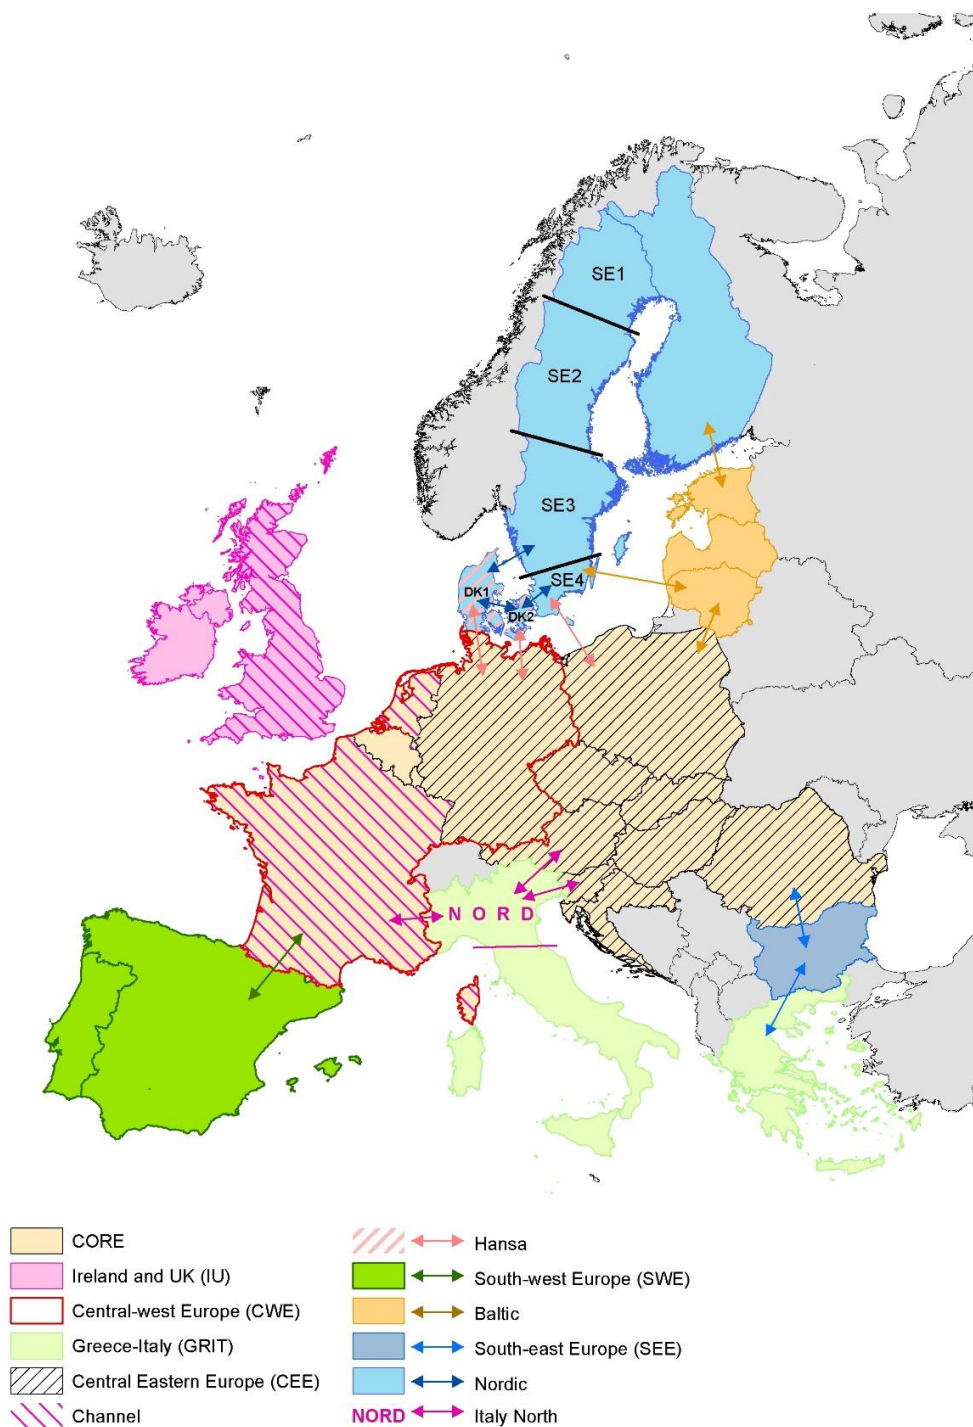 SE1
SE2
SE3
SE4
DK1
DK2
NORD
CORE
Ireland and UK (IU)
Central-west Europe (CWE)
Greece-Italy (GRIT)
Central Eastern Europe (CEE)
Channel
Hansa
South-west Europe (SWE)
Baltic
South-east Europe (SEE)
Nordic
NORD Italy North